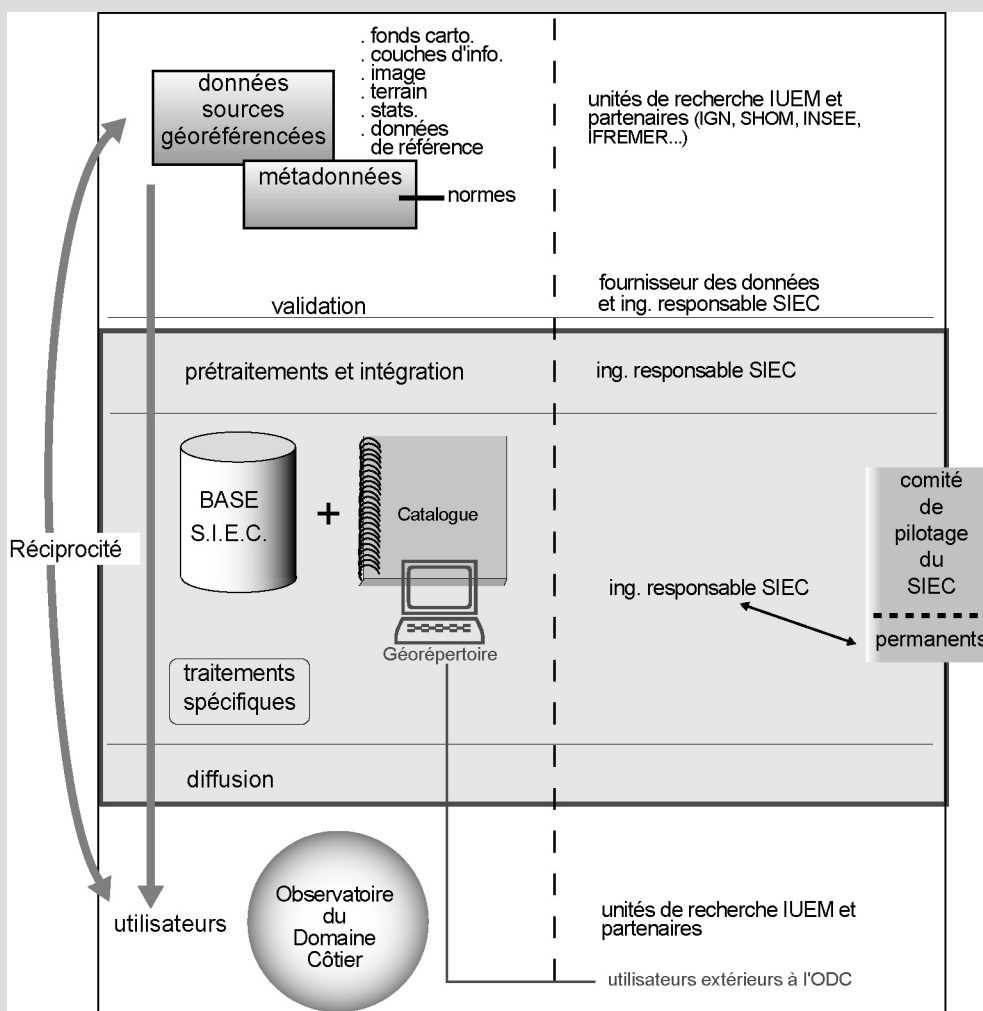 . fonds carto.
. couches d'info.
. image
. terrain
. stats.
. données
de référence
données
sources
géoréférencées
métadonnées
normes
unités de recherche IUEM et
partenaires (IGN, SHOM, INSEE,
IFREMER...)
validation
fournisseur des données
et ing. responsable SIEC
prétraitements et intégration
ing. responsable SIEC
BASE
S.I.E.C.
+
Catalogue
Géorépertoire
Réciprocité
ing. responsable SIEC
comité
de
pilotage
du
SIEC
permanents
traitements
spécifiques
diffusion
utilisateurs
Observatoire
du
Domaine
Côtier
unités de recherche IUEM et
partenaires
utilisateurs extérieurs à l'ODC